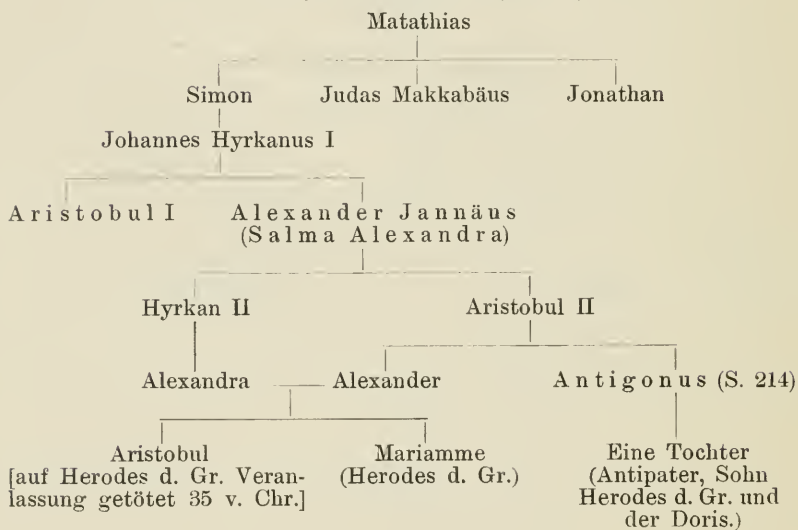 Matathias
Simon Judas Makkabäus Jonathan
Johannes Hyrkanus I
Aristobul I Alexander Jannäus
(Salma Alexandra)
Hyrkan II Aristobul II
Alexandra Alexander Antigonus (S. 214)
Aristobul Mariamme Eine Tochter
[auf Herodes d. Gr. Veran- (Herodes d. Gr.) (Antipater, Sohn
lassung getötet 35 v. Chr.] Herodes d. Gr. und
der Doris.)